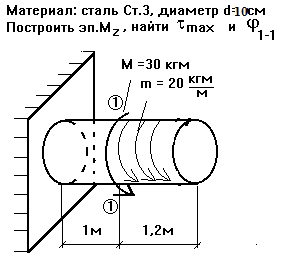 Материал: сталь Ст.3, диаметр d=10см
Построить эп.Mz, найти τmax и φ1-1
M =30 кгм
m = 20 кгм/м
1
1
1м
1,2м